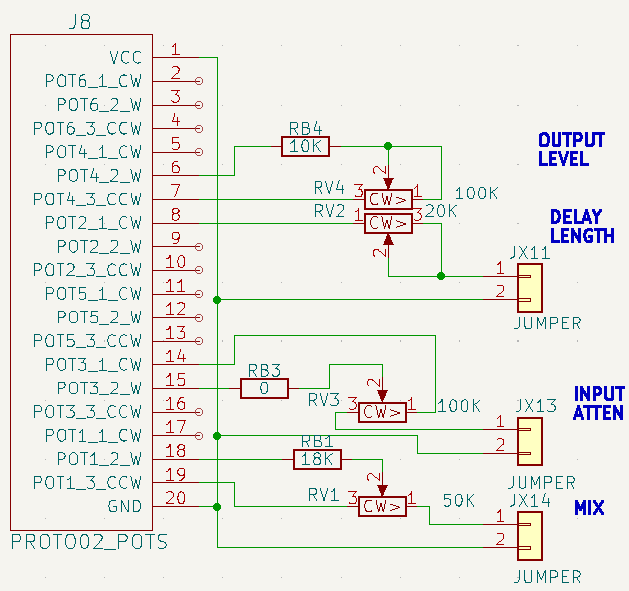 J8
VCC 1
POT6_1_CW 2
POT6_2_W 3
POT6_3_CCW 4
POT4_1_CW 5
POT4_2_W 6
POT4_3_CCW 7
POT2_1_CW 8
POT2_2_W 9
POT2_3_CCW 10
POT5_1_CW 11
POT5_2_W 12
POT5_3_CCW 13
POT3_1_CW 14
POT3_2_W 15
POT3_3_CCW 16
POT1_1_CW 17
POT1_2_W 18
POT1_3_CCW 19
GND 20
PROTO02_POTS
RB4
10K
2
RV4 3 CW> 1 100K
OUTPUT
LEVEL
RV2 1 CW> 3 20K
2
DELAY
LENGTH
JX11
1
2
JUMPER
RB3
0
2
RV3 3 CW> 1 100K
INPUT
ATTEN
JX13
1
2
JUMPER
RB1
18K
2
RV1 3 CW> 1 50K
MIX
JX14
1
2
JUMPER